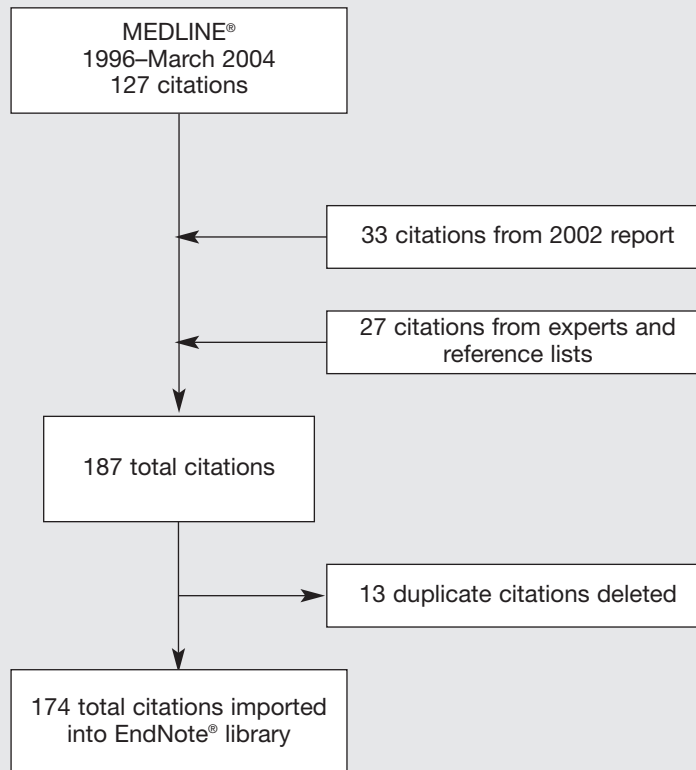 MEDLINE®
1996–March 2004
127 citations
33 citations from 2002 report
27 citations from experts and
reference lists
187 total citations
13 duplicate citations deleted
174 total citations imported
into EndNote® library